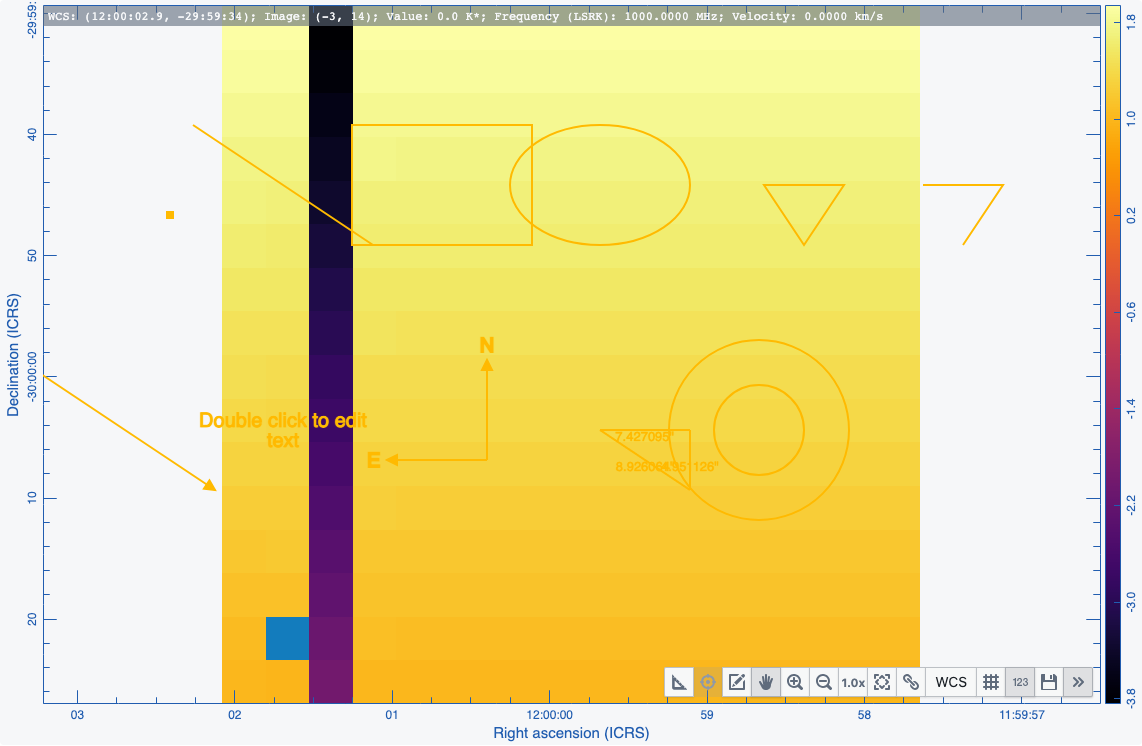 WCS: (12:00:02.9, -29:59:34); Image: (-3, 14); Value: 0.0 K*; Frequency (LSRK): 1000.0000 MHz; Velocity: 0.0000 km/s
-29:59:
40
50
-30:00:00
10
20
Declination (ICRS)
N
E
Double click to edit
text
7.427095"
1.8
1.0
0.2
-0.6
-1.4
-2.2
-3.0
-3.8
1.0x
WCS
123
03
02
01
12:00:00
59
58
11:59:57
Right ascension (ICRS)